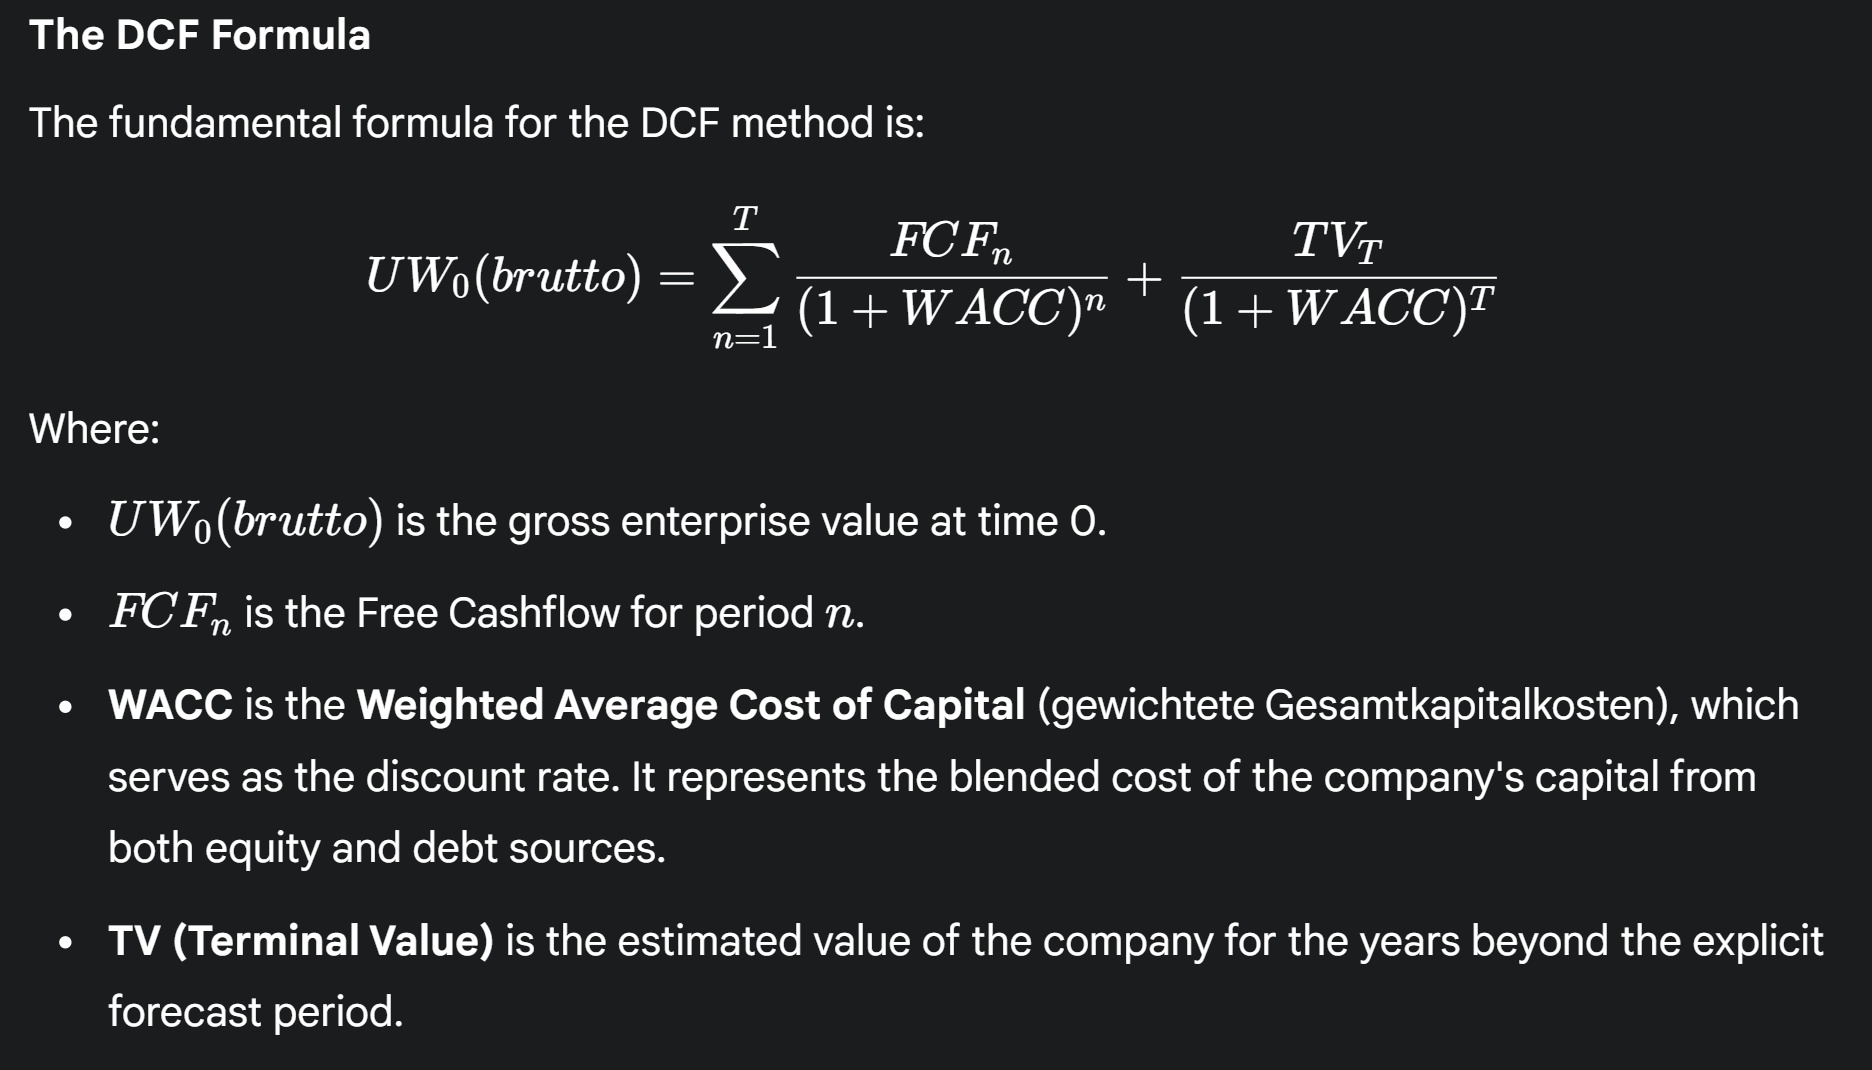 The DCF Formula
The fundamental formula for the DCF method is:
$$UW_0(brutto) = \sum_{n=1}^{T} \frac{FCF_n}{(1 + WACC)^n} + \frac{TV_T}{(1 + WACC)^T}$$
Where:
• $UW_0(brutto)$ is the gross enterprise value at time 0.
• $FCF_n$ is the Free Cashflow for period $n$.
• WACC is the Weighted Average Cost of Capital (gewichtete Gesamtkapitalkosten), which
serves as the discount rate. It represents the blended cost of the company's capital from
both equity and debt sources.
• TV (Terminal Value) is the estimated value of the company for the years beyond the explicit
forecast period.